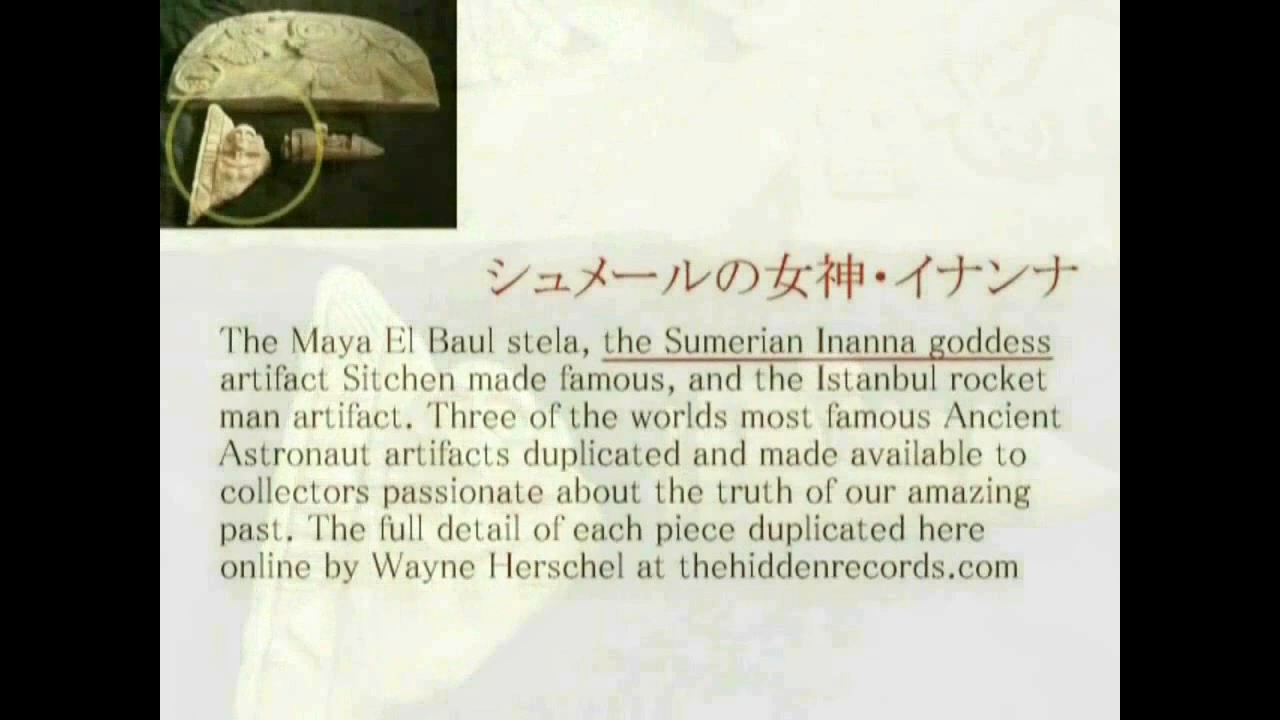 シュメールの女神・イナンナ
The Maya El Baul stela, the Sumerian Inanna goddess
artifact Sitchen made famous, and the Istanbul rocket
man artifact. Three of the worlds most famous Ancient
Astronaut artifacts duplicated and made available to
collectors passionate about the truth of our amazing
past. The full detail of each piece duplicated here
online by Wayne Herschel at thehiddenrecords.com